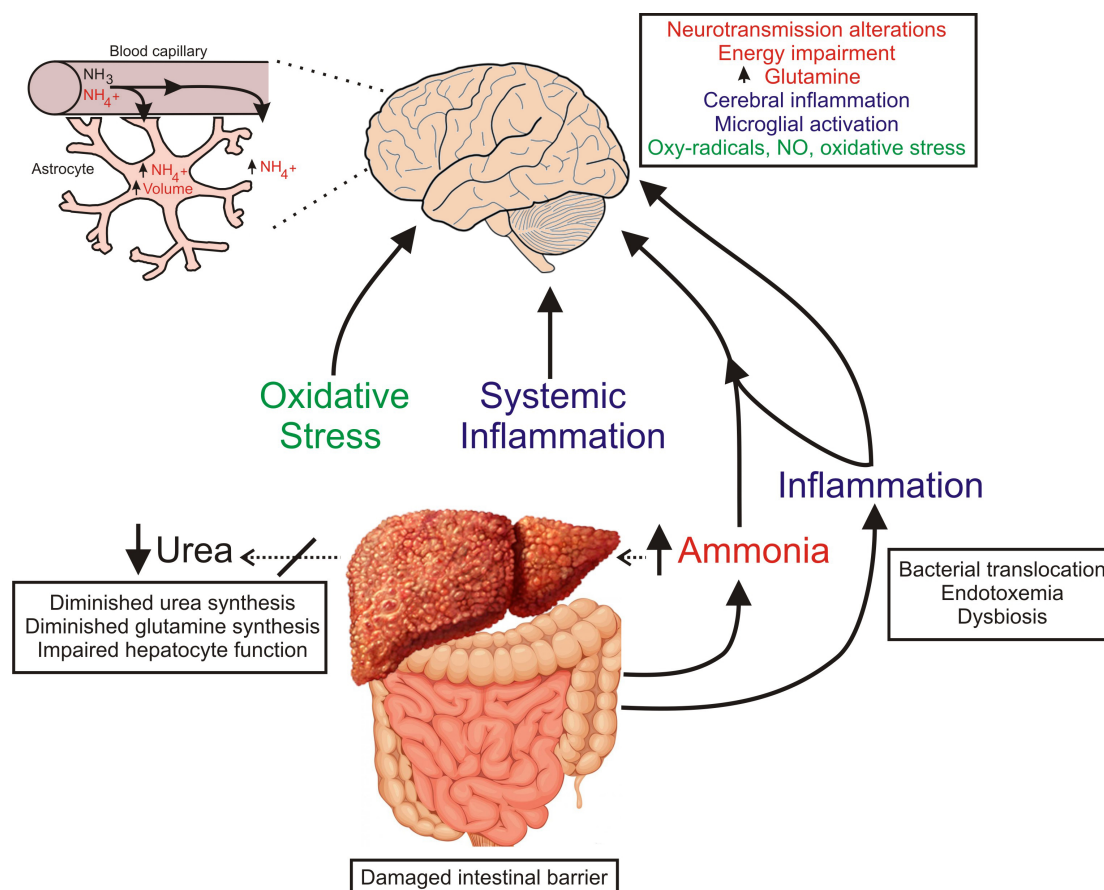 Blood capillary
NH3
NH4+
Astrocyte
NH4+
Volume
NH4+
Neurotransmission alterations
Energy impairment
Glutamine
Cerebral inflammation
Microglial activation
Oxy-radicals, NO, oxidative stress
Oxidative
Stress
Systemic
Inflammation
Inflammation
Urea
Ammonia
Diminished urea synthesis
Diminished glutamine synthesis
Impaired hepatocyte function
Bacterial translocation
Endotoxemia
Dysbiosis
Damaged intestinal barrier